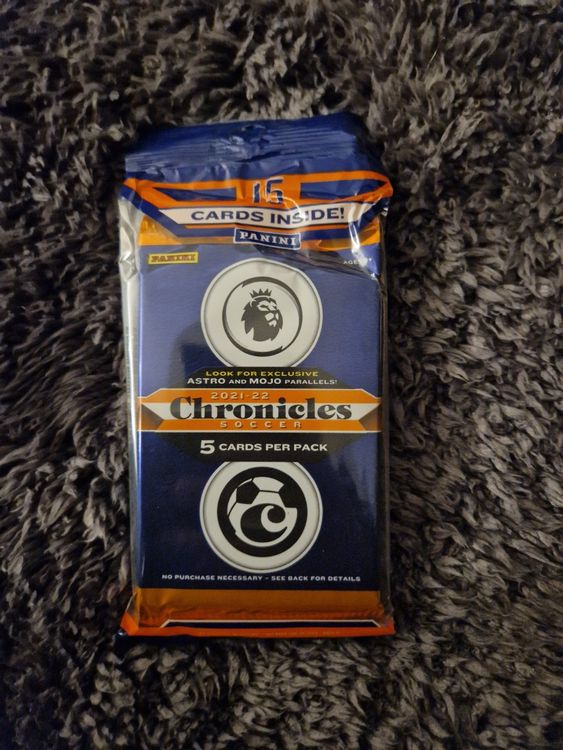 15
CARDS INSIDE!
PANINI
PANINI
AGES
LOOK FOR EXCLUSIVE
ASTRO AND MOJO PARALLELS!
2021-22
Chronicles
SOCCER
5 CARDS PER PACK
C
NO PURCHASE NECESSARY - SEE BACK FOR DETAILS